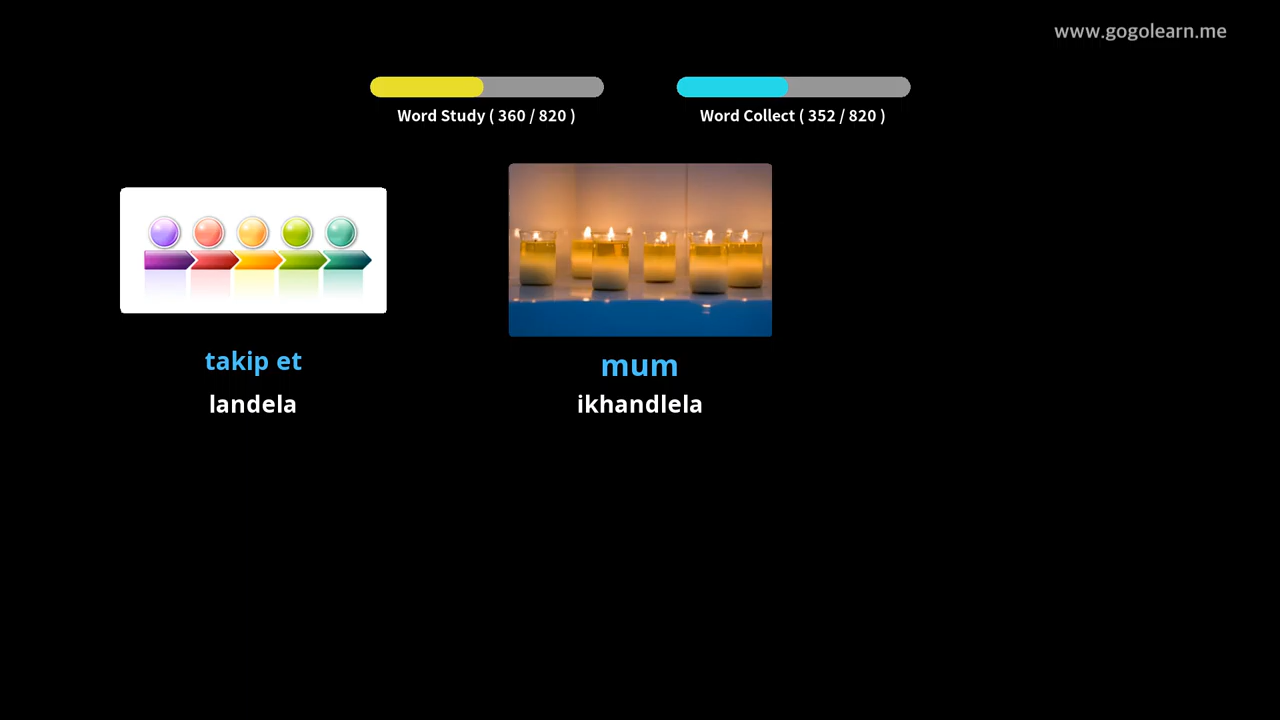 www.gogolearn.me
Word Study ( 360 / 820 )
Word Collect ( 352 / 820 )
takip et
landela
mum
ikhandlela